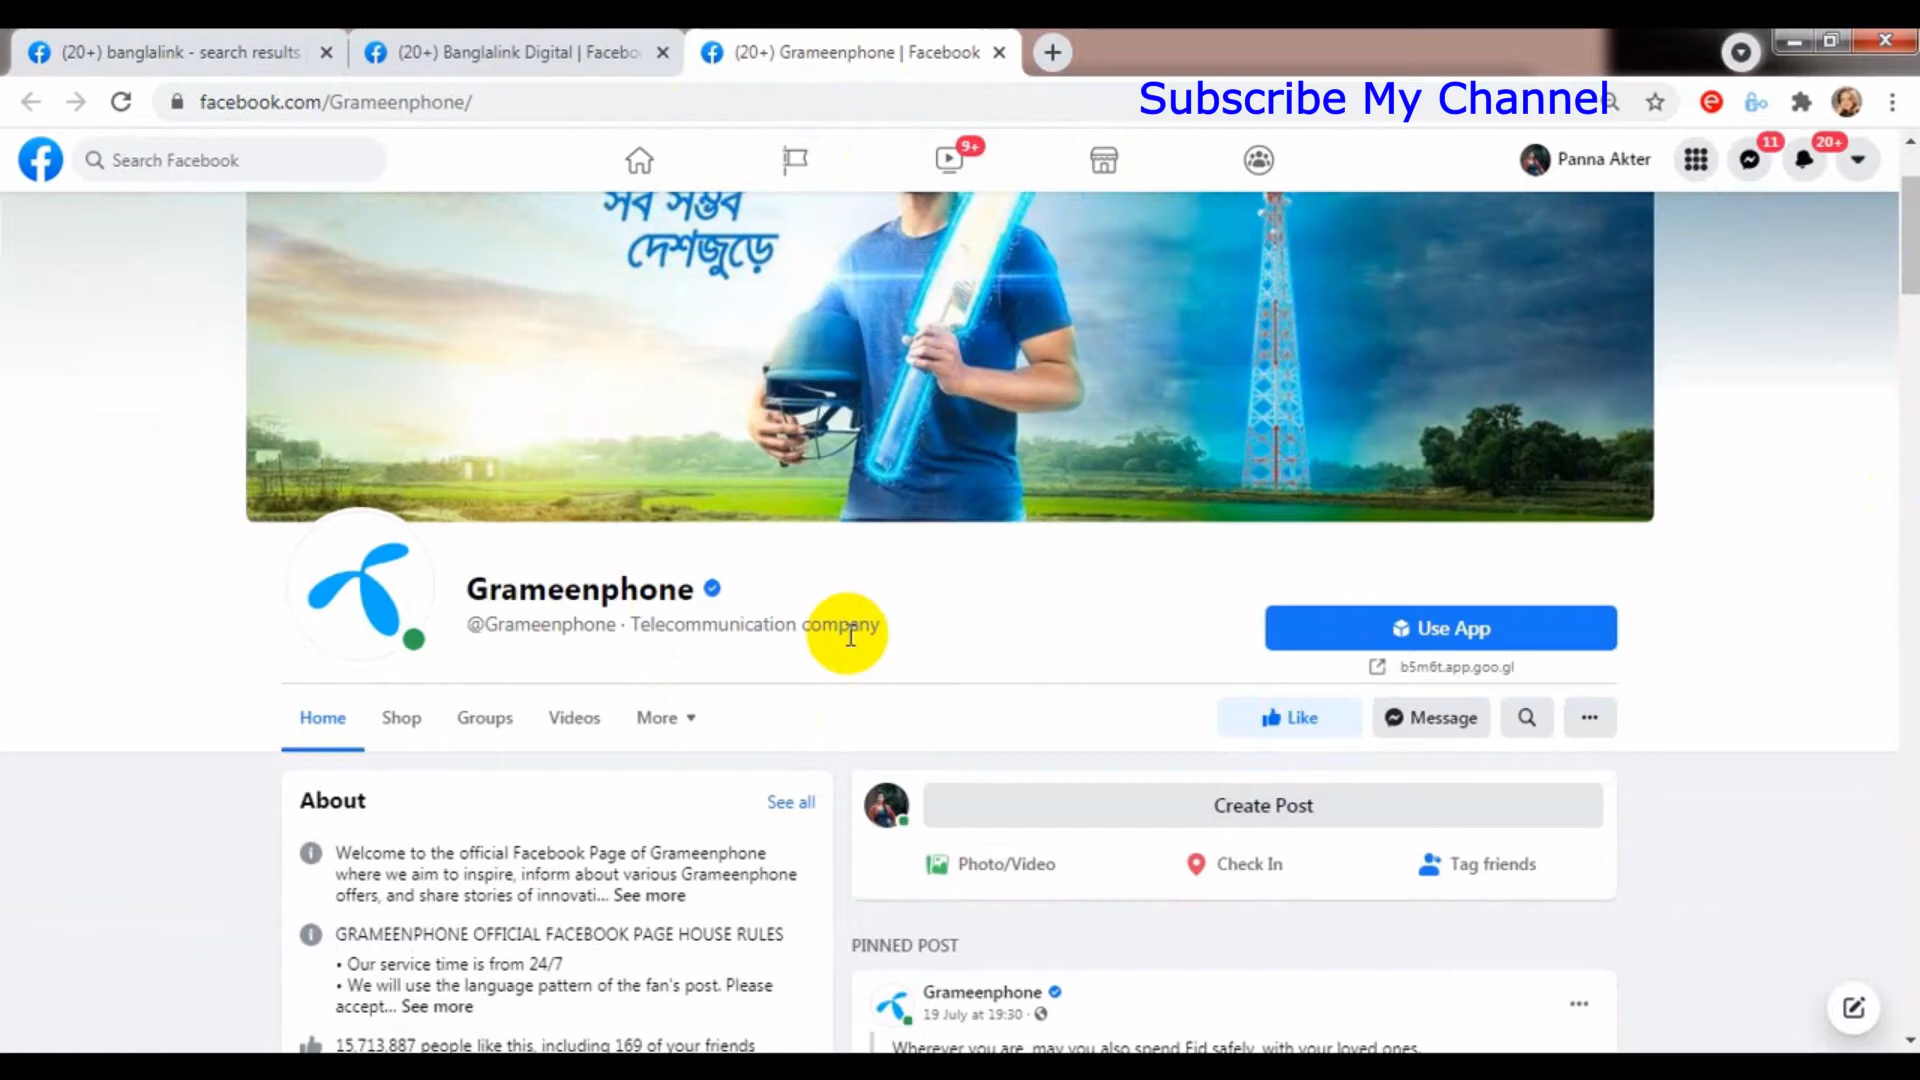 (20+) banglalink - search results
(20+) Banglalink Digital | Facebo
(20+) Grameenphone | Facebook
facebook.com/Grameenphone/
Subscribe My Channel
Search Facebook
9+
Panna Akter
11
20+
সব সম্ভব
দেশজুড়ে
Grameenphone
@Grameenphone · Telecommunication company
Use App
b5m6t.app.goo.gl
Home
Shop
Groups
Videos
More
Like
Message
About
See all
Welcome to the official Facebook Page of Grameenphone
where we aim to inspire, inform about various Grameenphone
offers, and share stories of innovati... See more
GRAMEENPHONE OFFICIAL FACEBOOK PAGE HOUSE RULES
• Our service time is from 24/7
• We will use the language pattern of the fan's post. Please
accept... See more
15,713,887 people like this, including 169 of your friends
Create Post
Photo/Video
Check In
Tag friends
PINNED POST
Grameenphone
19 July at 19:30 ·
Wherever you are, may you also spend Eid safely, with your loved ones.